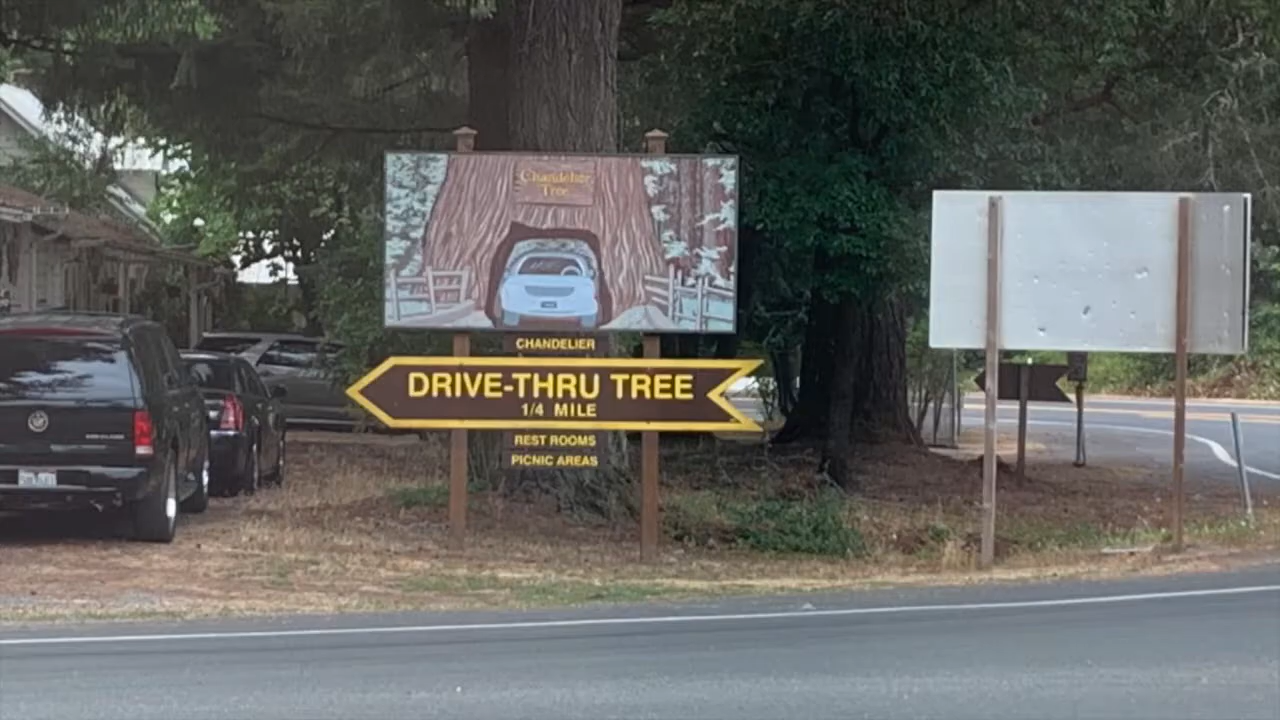 Chandelier
Tree
CHANDELIER
DRIVE-THRU TREE
1/4 MILE
REST ROOMS
PICNIC AREAS